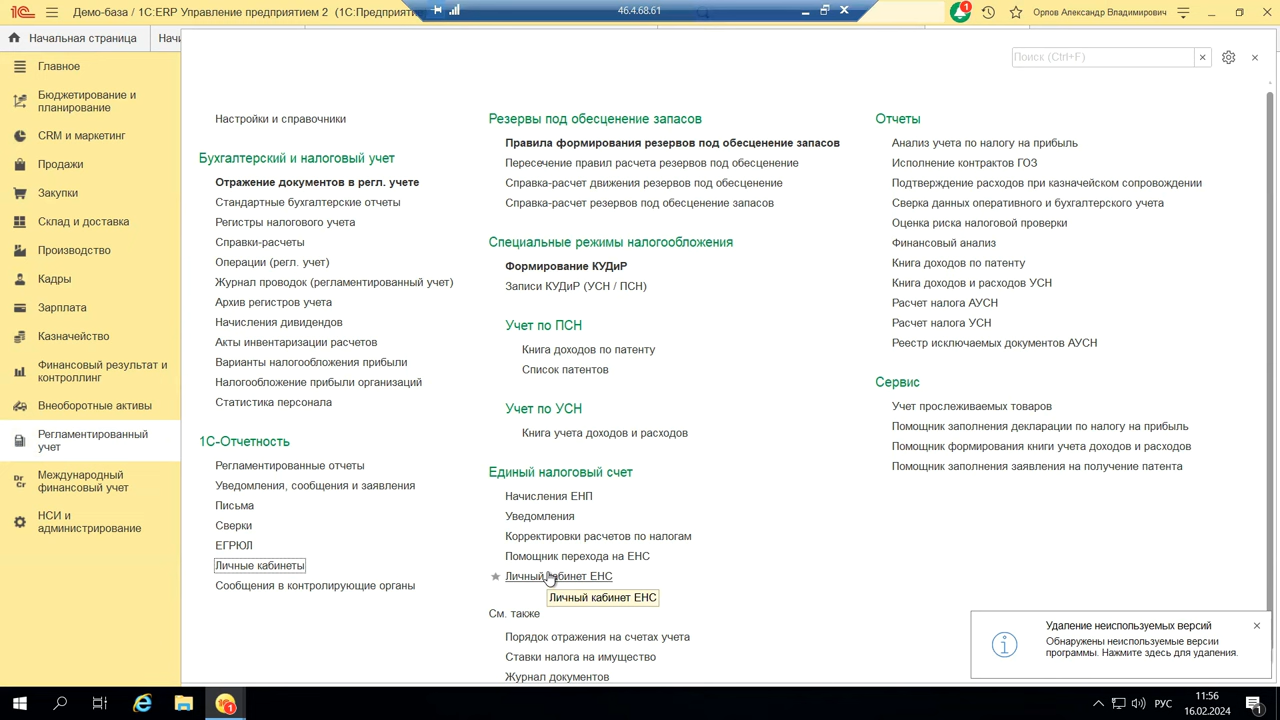 Демо-база / 1С:ERP Управление предприятием 2 (1С:Предприяти
46.4.68.61
1
Орлов Александр Владимирович
Начальная страница
Начи
Поиск (Ctrl+F)
Главное
Бюджетирование и
планирование
CRM и маркетинг
Продажи
Закупки
Склад и доставка
Производство
Кадры
Зарплата
Казначейство
Финансовый результат и
контроллинг
Внеоборотные активы
Регламентированный
учет
Международный
финансовый учет
НСИ и
администрирование
Настройки и справочники
Бухгалтерский и налоговый учет
Отражение документов в регл. учете
Стандартные бухгалтерские отчеты
Регистры налогового учета
Справки-расчеты
Операции (регл. учет)
Журнал проводок (регламентированный учет)
Архив регистров учета
Начисления дивидендов
Акты инвентаризации расчетов
Варианты налогообложения прибыли
Налогообложение прибыли организаций
Статистика персонала
1С-Отчетность
Регламентированные отчеты
Уведомления, сообщения и заявления
Письма
Сверки
ЕГРЮЛ
Личные кабинеты
Сообщения в контролирующие органы
Резервы под обесценение запасов
Правила формирования резервов под обесценение запасов
Пересечение правил расчета резервов под обесценение
Справка-расчет движения резервов под обесценение
Справка-расчет резервов под обесценение запасов
Специальные режимы налогообложения
Формирование КУДиР
Записи КУДиР (УСН / ПСН)
Учет по ПСН
Книга доходов по патенту
Список патентов
Учет по УСН
Книга учета доходов и расходов
Единый налоговый счет
Начисления ЕНП
Уведомления
Корректировки расчетов по налогам
Помощник перехода на ЕНС
Личный кабинет ЕНС
Личный кабинет ЕНС
См. также
Порядок отражения на счетах учета
Ставки налога на имущество
Журнал документов
Отчеты
Анализ учета по налогу на прибыль
Исполнение контрактов ГОЗ
Подтверждение расходов при казначейском сопровождении
Сверка данных оперативного и бухгалтерского учета
Оценка риска налоговой проверки
Финансовый анализ
Книга доходов по патенту
Книга доходов и расходов УСН
Расчет налога АУСН
Расчет налога УСН
Реестр исключаемых документов АУСН
Сервис
Учет прослеживаемых товаров
Помощник заполнения декларации по налогу на прибыль
Помощник формирования книги учета доходов и расходов
Помощник заполнения заявления на получение патента
Удаление неиспользуемых версий
Обнаружены неиспользуемые версии
программы. Нажмите здесь для удаления.
РУС
11:56
16.02.2024
1